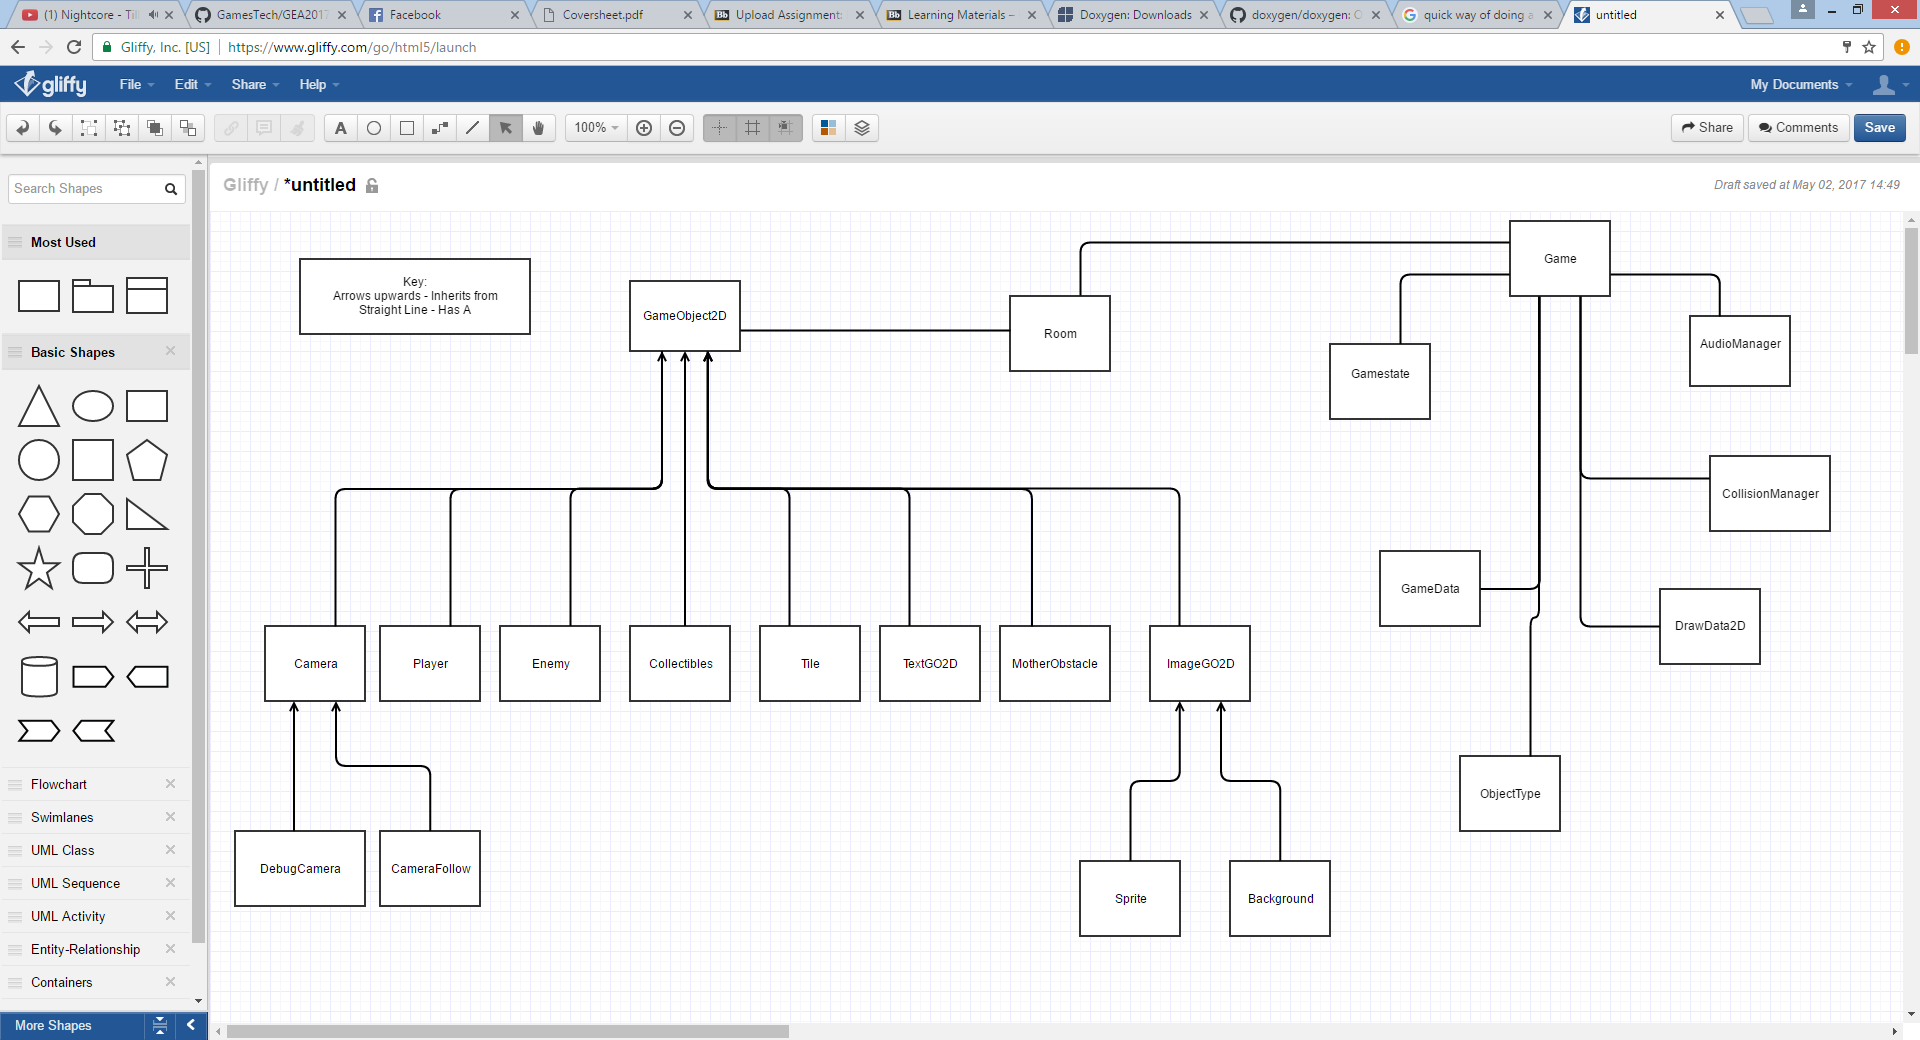 (1) Nightcore - Til
GamesTech/GEA2017
Facebook
Coversheet.pdf
Upload Assignment:
Learning Materials –
Doxygen: Downloads
doxygen/doxygen: O
quick way of doing a
untitled
Gliffy, Inc. [US]
https://www.gliffy.com/go/html5/launch
gliffy
File
Edit
Share
Help
My Documents
A
100%
Share
Comments
Save
Search Shapes
Gliffy / *untitled
Draft saved at May 02, 2017 14:49
Most Used
Basic Shapes
Flowchart
Swimlanes
UML Class
UML Sequence
UML Activity
Entity-Relationship
Containers
More Shapes
Key:
Arrows upwards - Inherits from
Straight Line - Has A
GameObject2D
Room
Game
Gamestate
AudioManager
CollisionManager
GameData
DrawData2D
ObjectType
Camera
Player
Enemy
Collectibles
Tile
TextGO2D
MotherObstacle
ImageGO2D
DebugCamera
CameraFollow
Sprite
Background